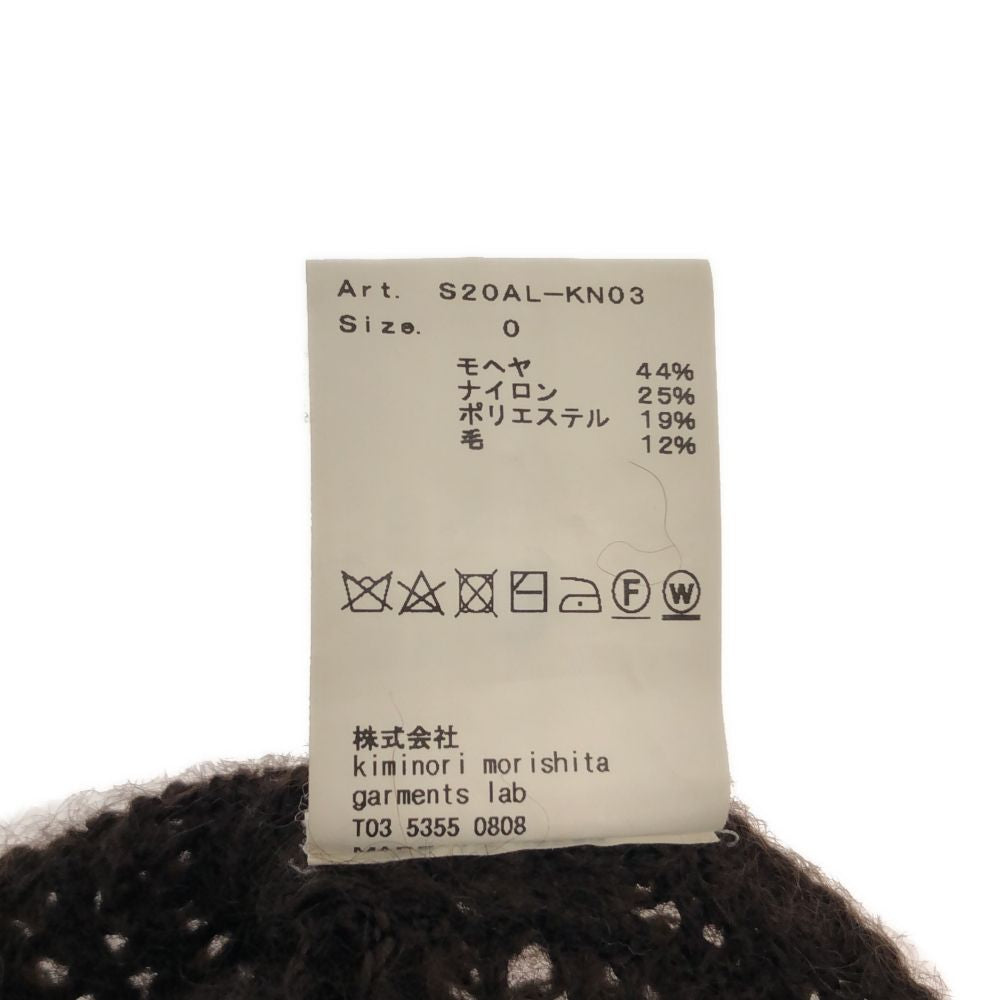 Art. S20AL-KN03
Size. 0
モヘヤ 44%
ナイロン 25%
ポリエステル 19%
毛 12%
F W
株式会社
kiminori morishita
garments lab
T03 5355 0808